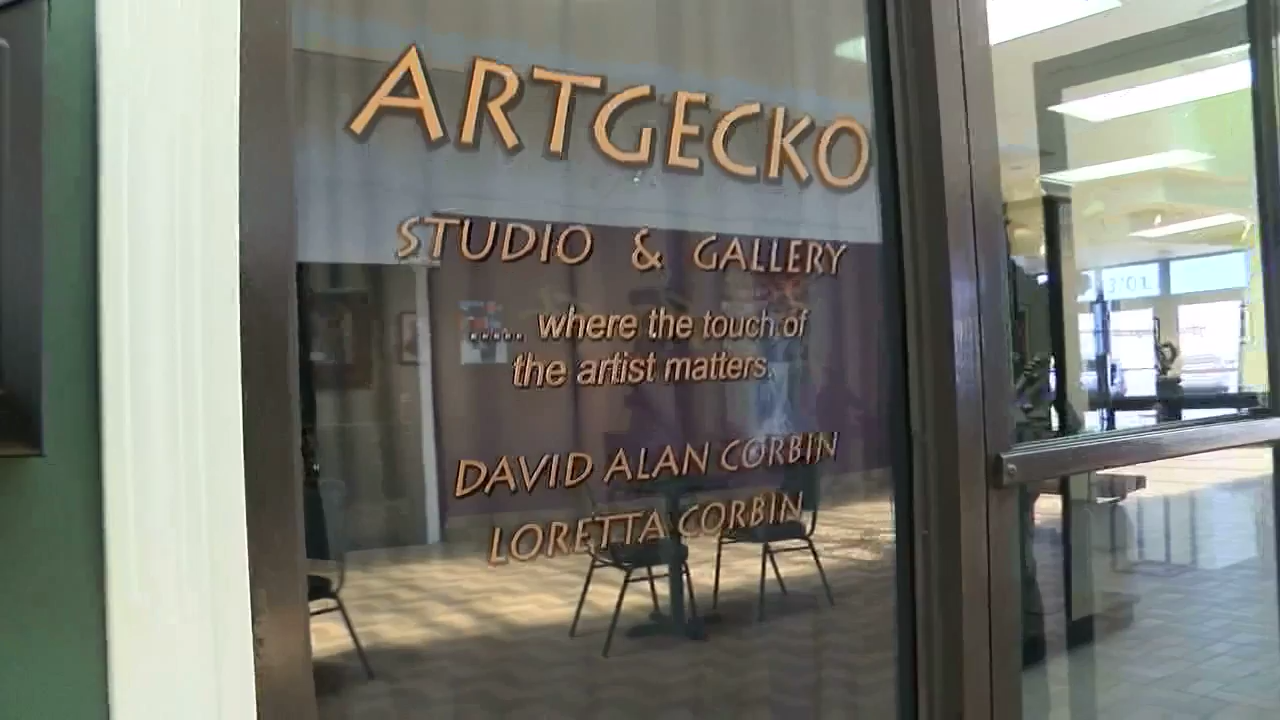 ARTGECKO
STUDIO & GALLERY
..... where the touch of
the artist matters.
DAVID ALAN CORBIN
LORETTA CORBIN